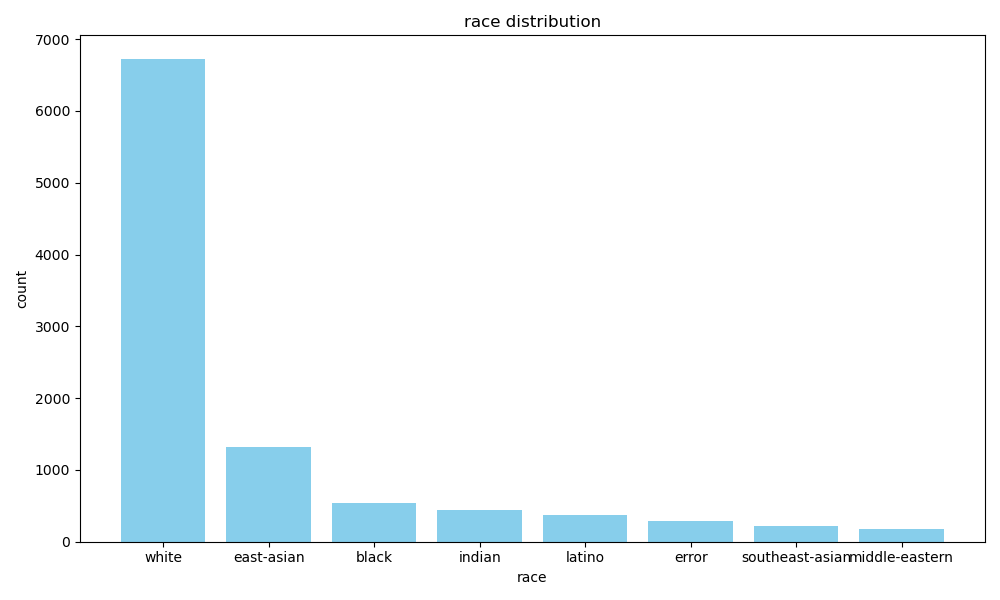 race distribution
7000
6000
5000
4000
3000
2000
1000
0
count
white east-asian black indian latino error southeast-asian middle-eastern
race